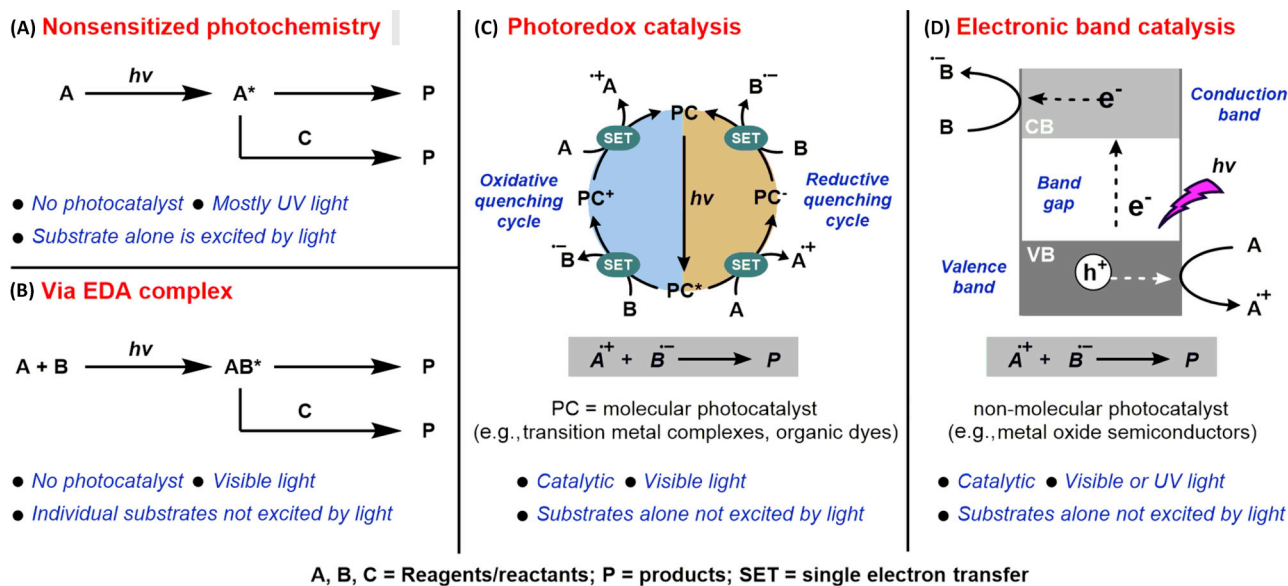 (A) Nonsensitized photochemistry
A hν A* P
C P
● No photocatalyst ● Mostly UV light
● Substrate alone is excited by light
(B) Via EDA complex
A + B hν AB* P
C P
● No photocatalyst ● Visible light
● Individual substrates not excited by light
(C) Photoredox catalysis
·+A B·−
PC
SET SET
A B
Oxidative quenching cycle
PC+ hν PC-
Reductive quenching cycle
·−B SET SET A·+
PC*
B A
A·+ + B·− P
PC = molecular photocatalyst
(e.g., transition metal complexes, organic dyes)
● Catalytic ● Visible light
● Substrates alone not excited by light
(D) Electronic band catalysis
·−B e-
Conduction band
B CB
hν
Band gap
e-
VB A
Valence band
h+
A·+
A·+ + B·− P
non-molecular photocatalyst
(e.g., metal oxide semiconductors)
● Catalytic ● Visible or UV light
● Substrates alone not excited by light
A, B, C = Reagents/reactants; P = products; SET = single electron transfer